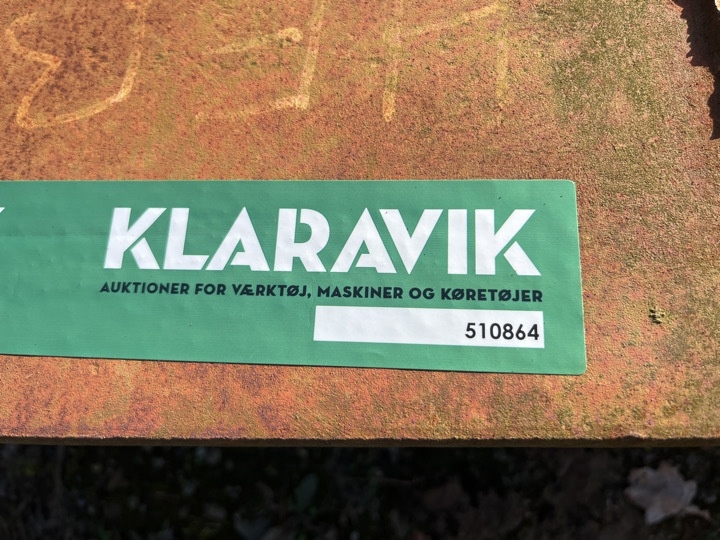 KLARAVIK
AUKTIONER FOR VÆRKTØJ, MASKINER OG KØRETØJER
510864